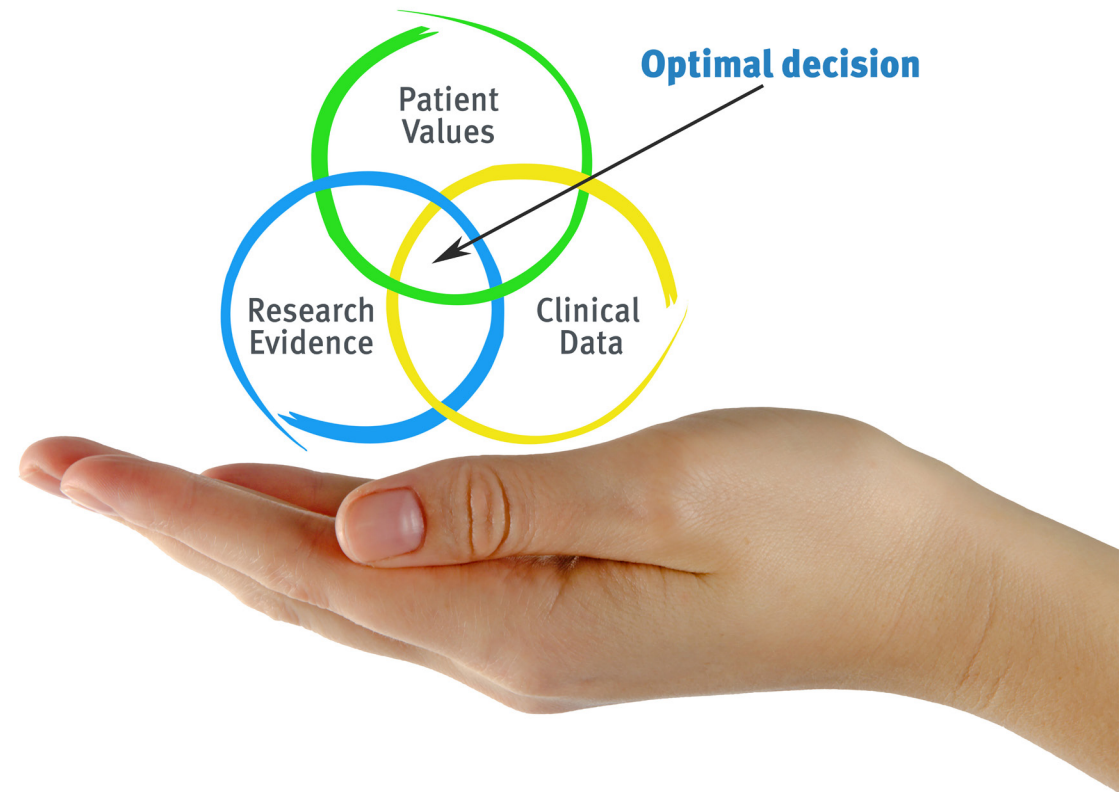 Optimal decision
Patient
Values
Research
Evidence
Clinical
Data